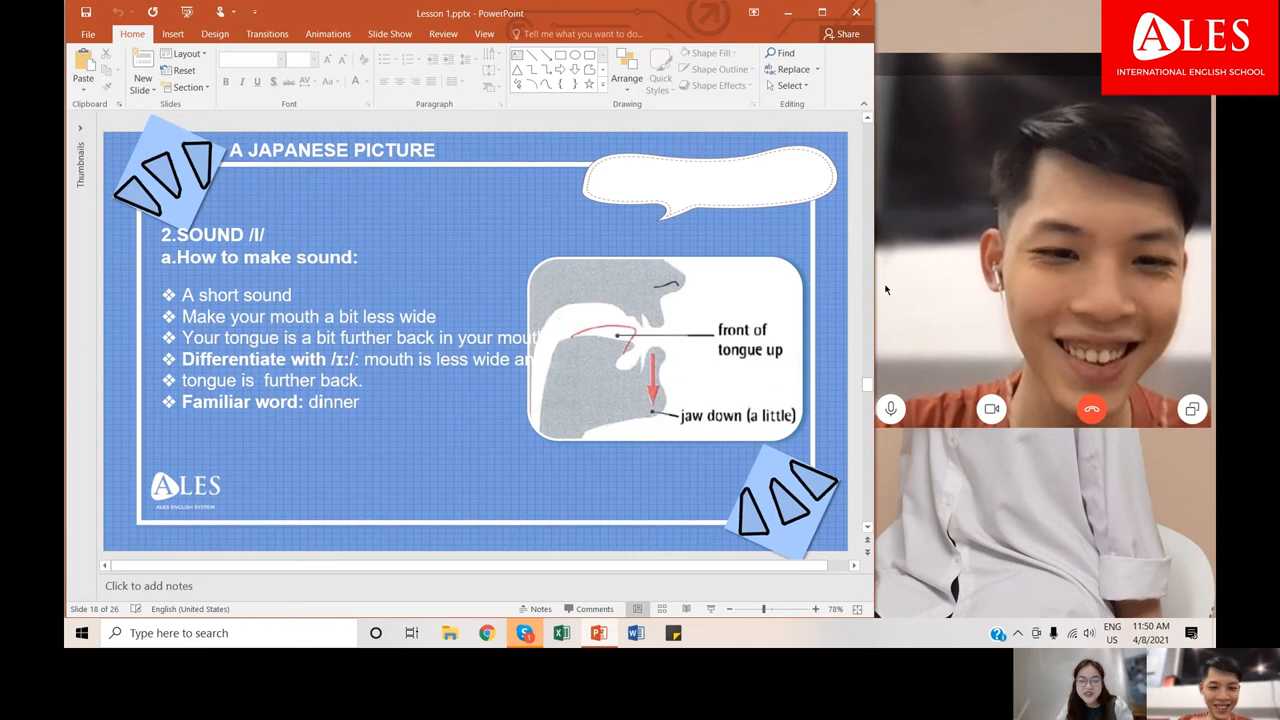 Lesson 1.pptx - PowerPoint
File Home Insert Design Transitions Animations Slide Show Review View Tell me what you want to do... Share
Paste
New
Slide
Layout
Reset
Section
Arrange
Quick
Styles
Shape Fill
Shape Outline
Shape Effects
Find
Replace
Select
Clipboard Slides Font Paragraph Drawing Editing
ALES
INTERNATIONAL ENGLISH SCHOOL
Thumbnails
A JAPANESE PICTURE
2.SOUND /I/
a.How to make sound:
❖ A short sound
❖ Make your mouth a bit less wide
❖ Your tongue is a bit further back in your mout
❖ Differentiate with /ɪ:/: mouth is less wide an
❖ tongue is further back.
❖ Familiar word: dinner
front of
tongue up
jaw down (a little)
ALES
ALES ENGLISH SYSTEM
Click to add notes
Slide 18 of 26 English (United States) Notes Comments 78%
Type here to search
ENG
US
11:50 AM
4/8/2021